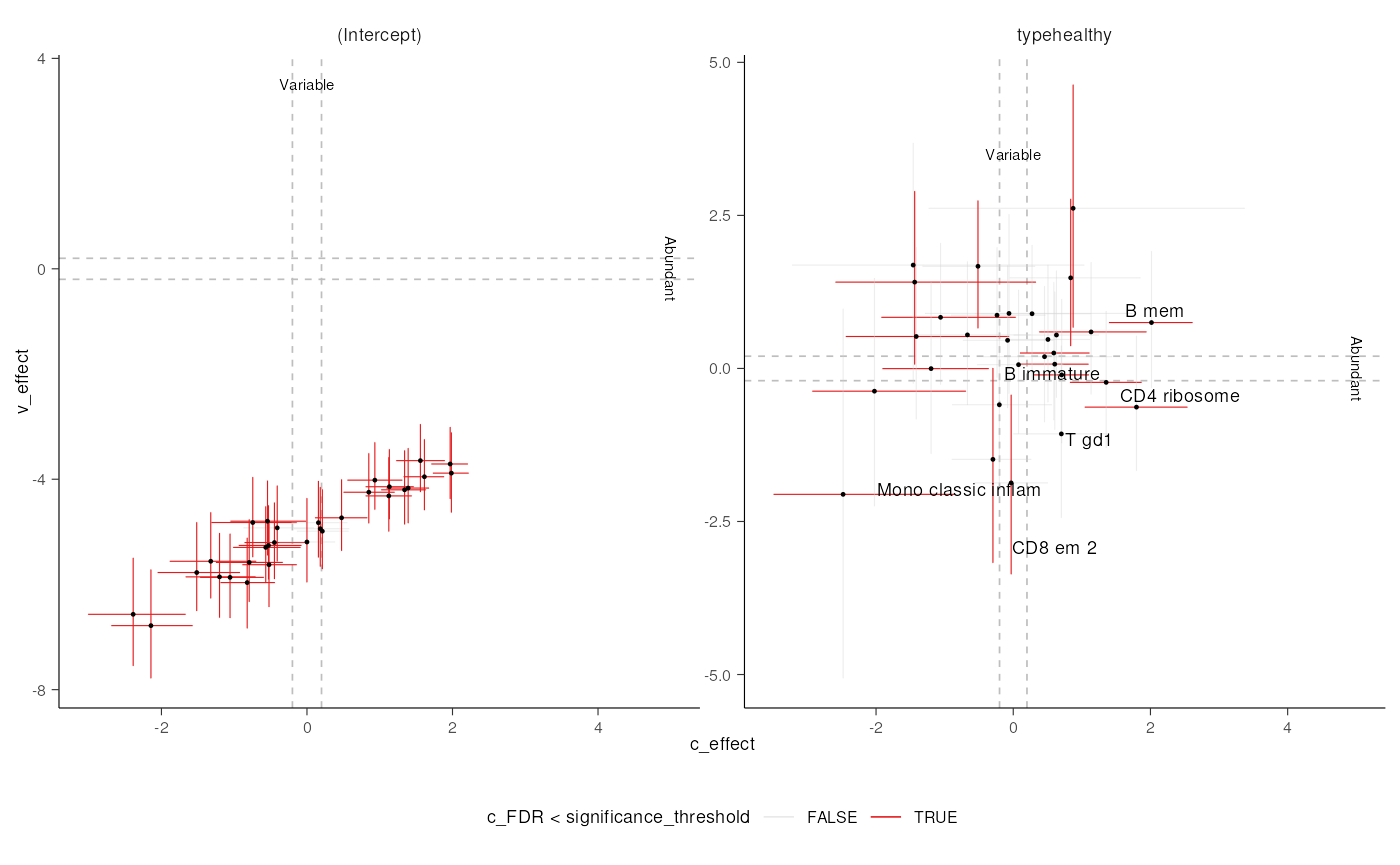 (Intercept)
typehealthy
v_effect
4
0
-4
-8
-2
0
2
4
Variable
Abundant
5.0
2.5
0.0
-2.5
-5.0
-2
0
2
4
Variable
B mem
Abundant
B immature
CD4 ribosome
T gd1
Mono classic inflam
CD8 em 2
c_effect
c_FDR < significance_threshold
FALSE
TRUE